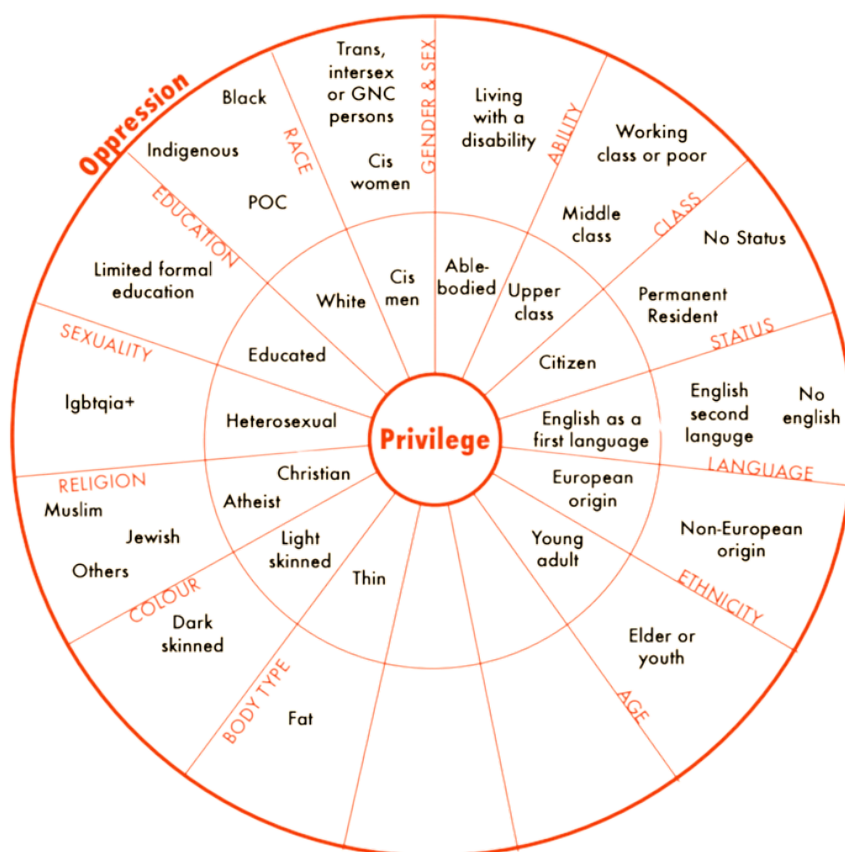 Oppression
Privilege
GENDER & SEX
Trans,
intersex
or GNC
persons
Cis
women
Cis
men
ABILITY
Living
with a
disability
Able-
bodied
CLASS
Working
class or poor
Middle
class
Upper
class
STATUS
No Status
Permanent
Resident
Citizen
LANGUAGE
No
english
English
second
languge
English as a
first language
ETHNICITY
Non-European
origin
European
origin
AGE
Elder or
youth
Young
adult
BODY TYPE
Fat
Thin
COLOUR
Dark
skinned
Light
skinned
RELIGION
Muslim
Jewish
Others
Christian
Atheist
SEXUALITY
lgbtqia+
Heterosexual
EDUCATION
Limited formal
education
Educated
RACE
Black
Indigenous
POC
White